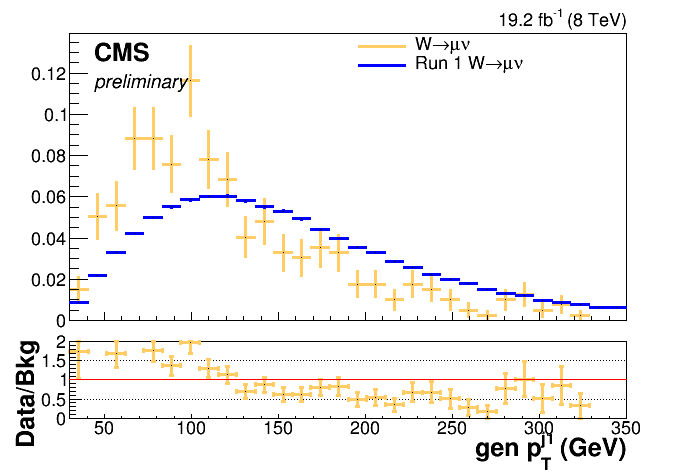 19.2 fb⁻¹ (8 TeV)
CMS
preliminary
W→μν
Run 1 W→μν
0.12
0.1
0.08
0.06
0.04
0.02
0
Data/Bkg
2
1.5
1
0.5
0
50 100 150 200 250 300 350
gen p_T^{j1} (GeV)